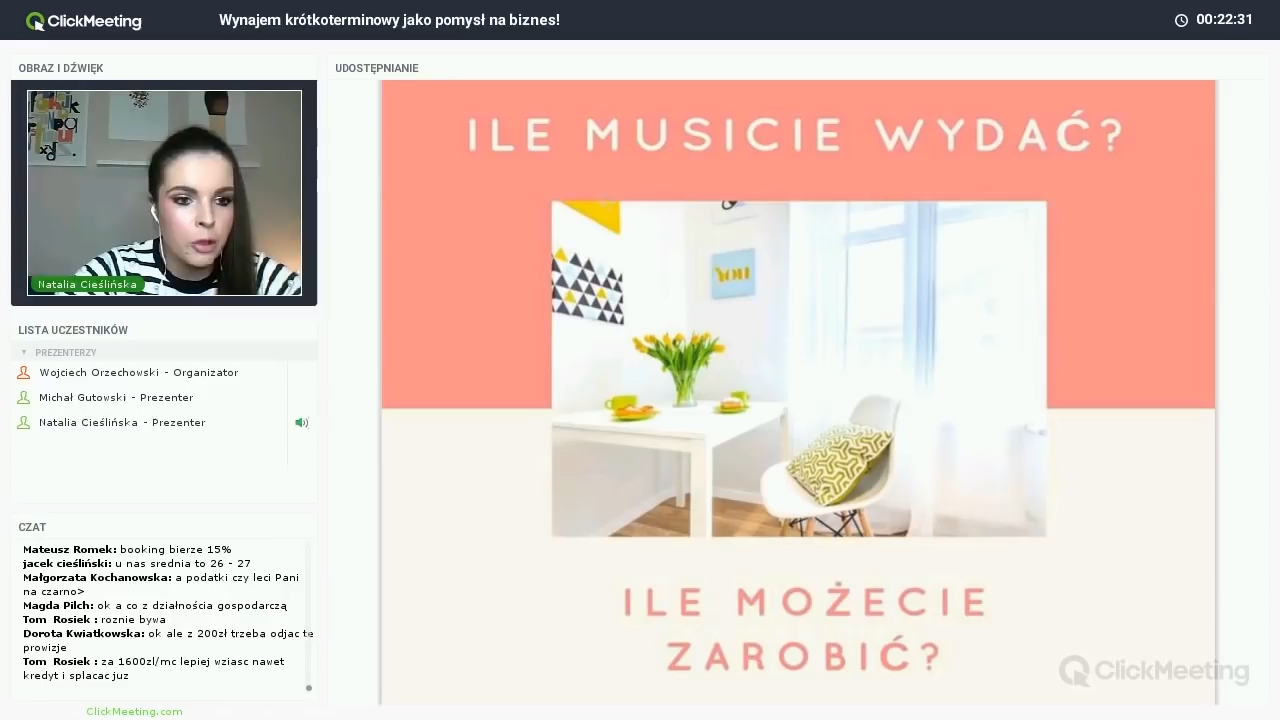 ClickMeeting
Wynajem krótkoterminowy jako pomysł na biznes!
00:22:31
OBRAZ I DŹWIĘK
Natalia Cieślińska
LISTA UCZESTNIKÓW
PREZENTERZY
Wojciech Orzechowski - Organizator
Michał Gutowski - Prezenter
Natalia Cieślińska - Prezenter
CZAT
Mateusz Romek: booking bierze 15%
jacek cieśliński: u nas srednia to 26 - 27
Małgorzata Kochanowska: a podatki czy leci Pani
na czarno>
Magda Pilch: ok a co z działnościa gospodarczą
Tom Rosiek : roznie bywa
Dorota Kwiatkowska: ok ale z 200zł trzeba odjac te
prowizje
Tom Rosiek : za 1600zl/mc lepiej wziasc nawet
kredyt i splacac juz
ClickMeeting.com
UDOSTĘPNIANIE
ILE MUSICIE WYDAĆ?
YOU
ILE MOŻECIE
ZAROBIĆ?
ClickMeeting